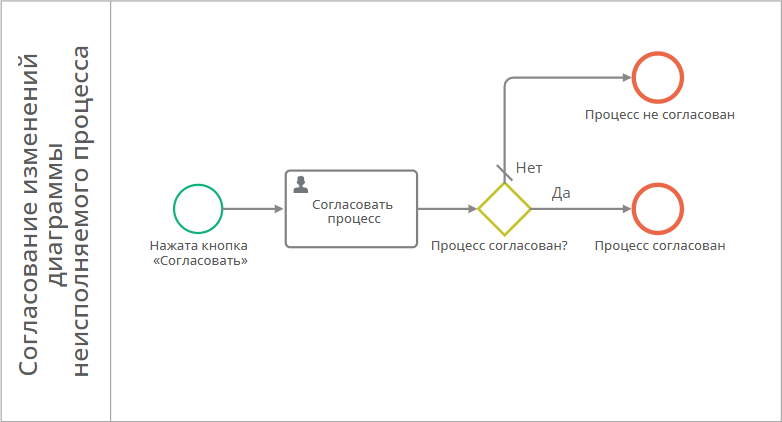 Согласование изменений
диаграммы
неисполняемого процесса
Нажата кнопка
«Согласовать»
Согласовать
процесс
Процесс согласован?
Нет
Да
Процесс не согласован
Процесс согласован